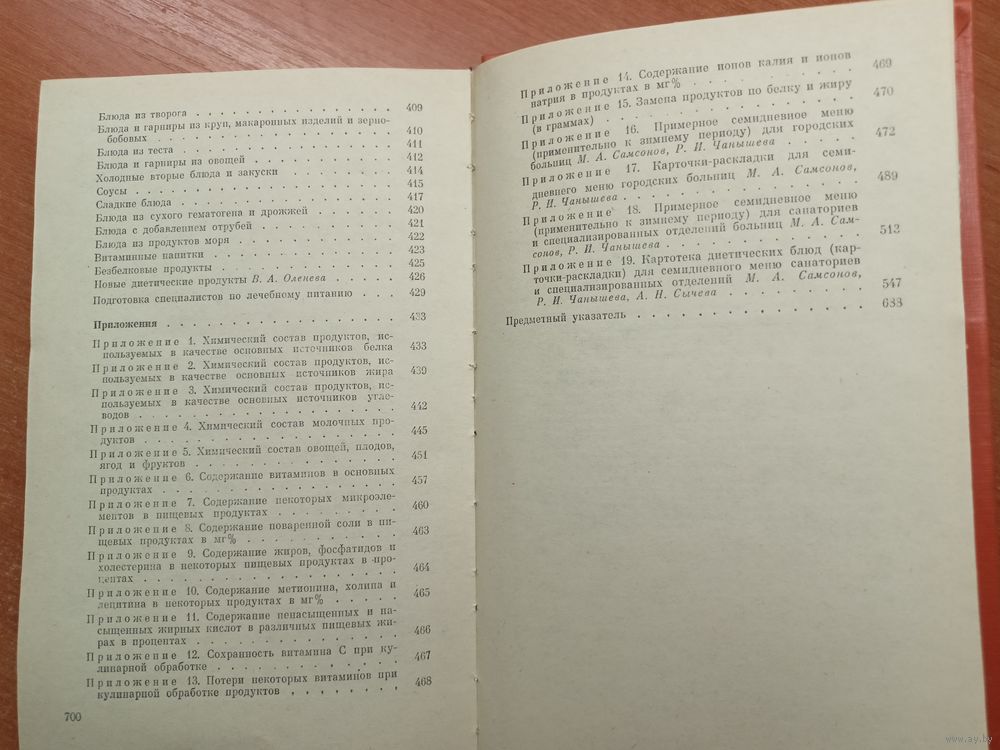 Блюда из творога . . . . . . . . . . . . 409
Блюда и гарниры из круп, макаронных изделий и зерно-
бобовых . . . . . . . . . . . . . . 410
Блюда из теста . . . . . . . . . . . . . 411
Блюда и гарниры из овощей . . . . . . . . . 412
Холодные вторые блюда и закуски . . . . . . . 414
Соусы . . . . . . . . . . . . . . . . 415
Сладкие блюда . . . . . . . . . . . . . 417
Блюда из сухого гематогена и дрожжей . . . . . 420
Блюда с добавлением отрубей . . . . . . . . 421
Блюда из продуктов моря . . . . . . . . . . 422
Витаминные напитки . . . . . . . . . . . 423
Безбелковые продукты . . . . . . . . . . . 425
Новые диетические продукты В. А. Оленева . . . . 426
Подготовка специалистов по лечебному питанию . . . 429
Приложения . . . . . . . . . . . . . . 433
Приложение 1. Химический состав продуктов, ис-
пользуемых в качестве основных источников белка 433
Приложение 2. Химический состав продуктов, ис-
пользуемых в качестве основных источников жира 439
Приложение 3. Химический состав продуктов, ис-
пользуемых в качестве основных источников угле-
водов . . . . . . . . . . . . . . . 442
Приложение 4. Химический состав молочных про-
дуктов . . . . . . . . . . . . . . . 445
Приложение 5. Химический состав овощей, плодов,
ягод и фруктов . . . . . . . . . . . . 451
Приложение 6. Содержание витаминов в основных
продуктах . . . . . . . . . . . . . . 457
Приложение 7. Содержание некоторых микроэле-
ментов в пищевых продуктах . . . . . . . 460
Приложение 8. Содержание поваренной соли в пи-
щевых продуктах в мг% . . . . . . . . . 463
Приложение 9. Содержание жиров, фосфатидов и
холестерина в некоторых пищевых продуктах в про-
центах . . . . . . . . . . . . . . . 464
Приложение 10. Содержание метионина, холина и
лецитина в некоторых продуктах в мг% . . . . . 465
Приложение 11. Содержание ненасыщенных и на-
сыщенных жирных кислот в различных пищевых жи-
рах в процентах . . . . . . . . . . . . 466
Приложение 12. Сохранность витамина С при ку-
линарной обработке . . . . . . . . . . . 467
Приложение 13. Потери некоторых витаминов при
кулинарной обработке продуктов . . . . . . . 468
700
Приложение 14. Содержание ионов калия и ионов
натрия в продуктах в мг% . . . . . . . . 469
Приложение 15. Замена продуктов по белку и жиру
(в граммах) . . . . . . . . . . . . . 470
Приложение 16. Примерное семидневное меню
(применительно к зимнему периоду) для городских
больниц М. А. Самсонов, Р. И. Чанышева . . . . 472
Приложение 17. Карточки-раскладки для семи-
дневного меню городских больниц М. А. Самсонов,
Р. И. Чанышева . . . . . . . . . . . . 489
Приложение 18. Примерное семидневное меню
(применительно к зимнему периоду) для санаториев
и специализированных отделений больниц М. А. Сам-
сонов, Р. И. Чанышева . . . . . . . . . . 513
Приложение 19. Картотека диетических блюд (кар-
точки-раскладки) для семидневного меню санаториев
и специализированных отделений М. А. Самсонов,
Р. И. Чанышева, А. Н. Сычева . . . . . . . 547
Предметный указатель . . . . . . . . . . . 688
www.ay.by